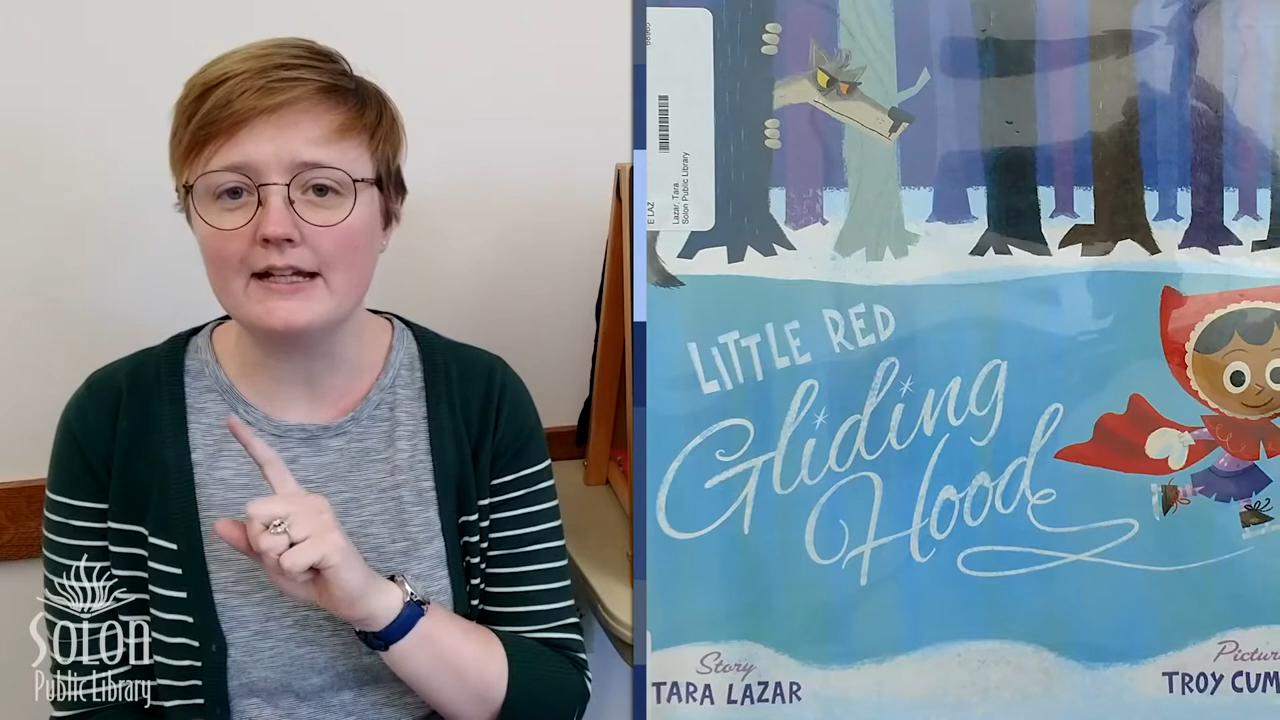 SOLON
Public Library
E LAZ
Lazar, Tara.
Solon Public Library
LITTLE RED
Gliding
Hood
Story
TARA LAZAR
Pictur
TROY CUM